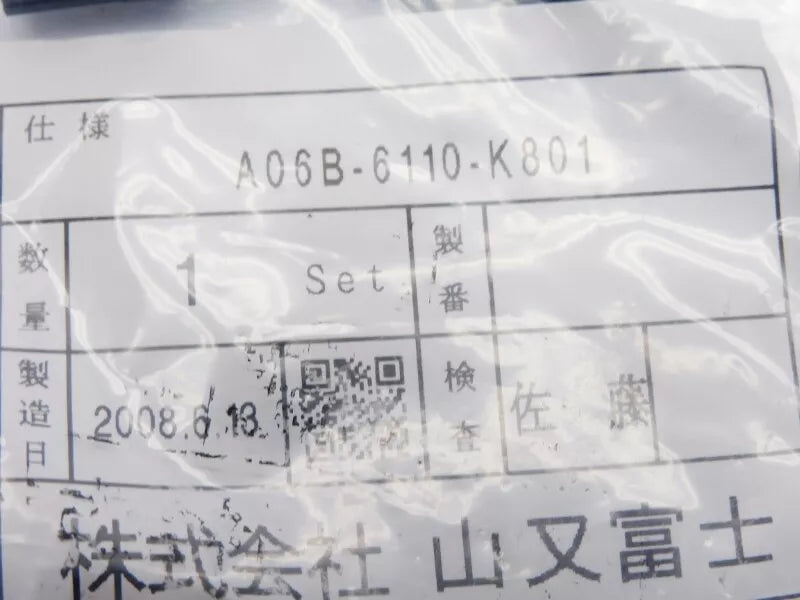 仕様
A06B-6110-K801
数量 1 Set 製番
製造日 2008.6.13 検査 佐藤
株式会社 山又富士